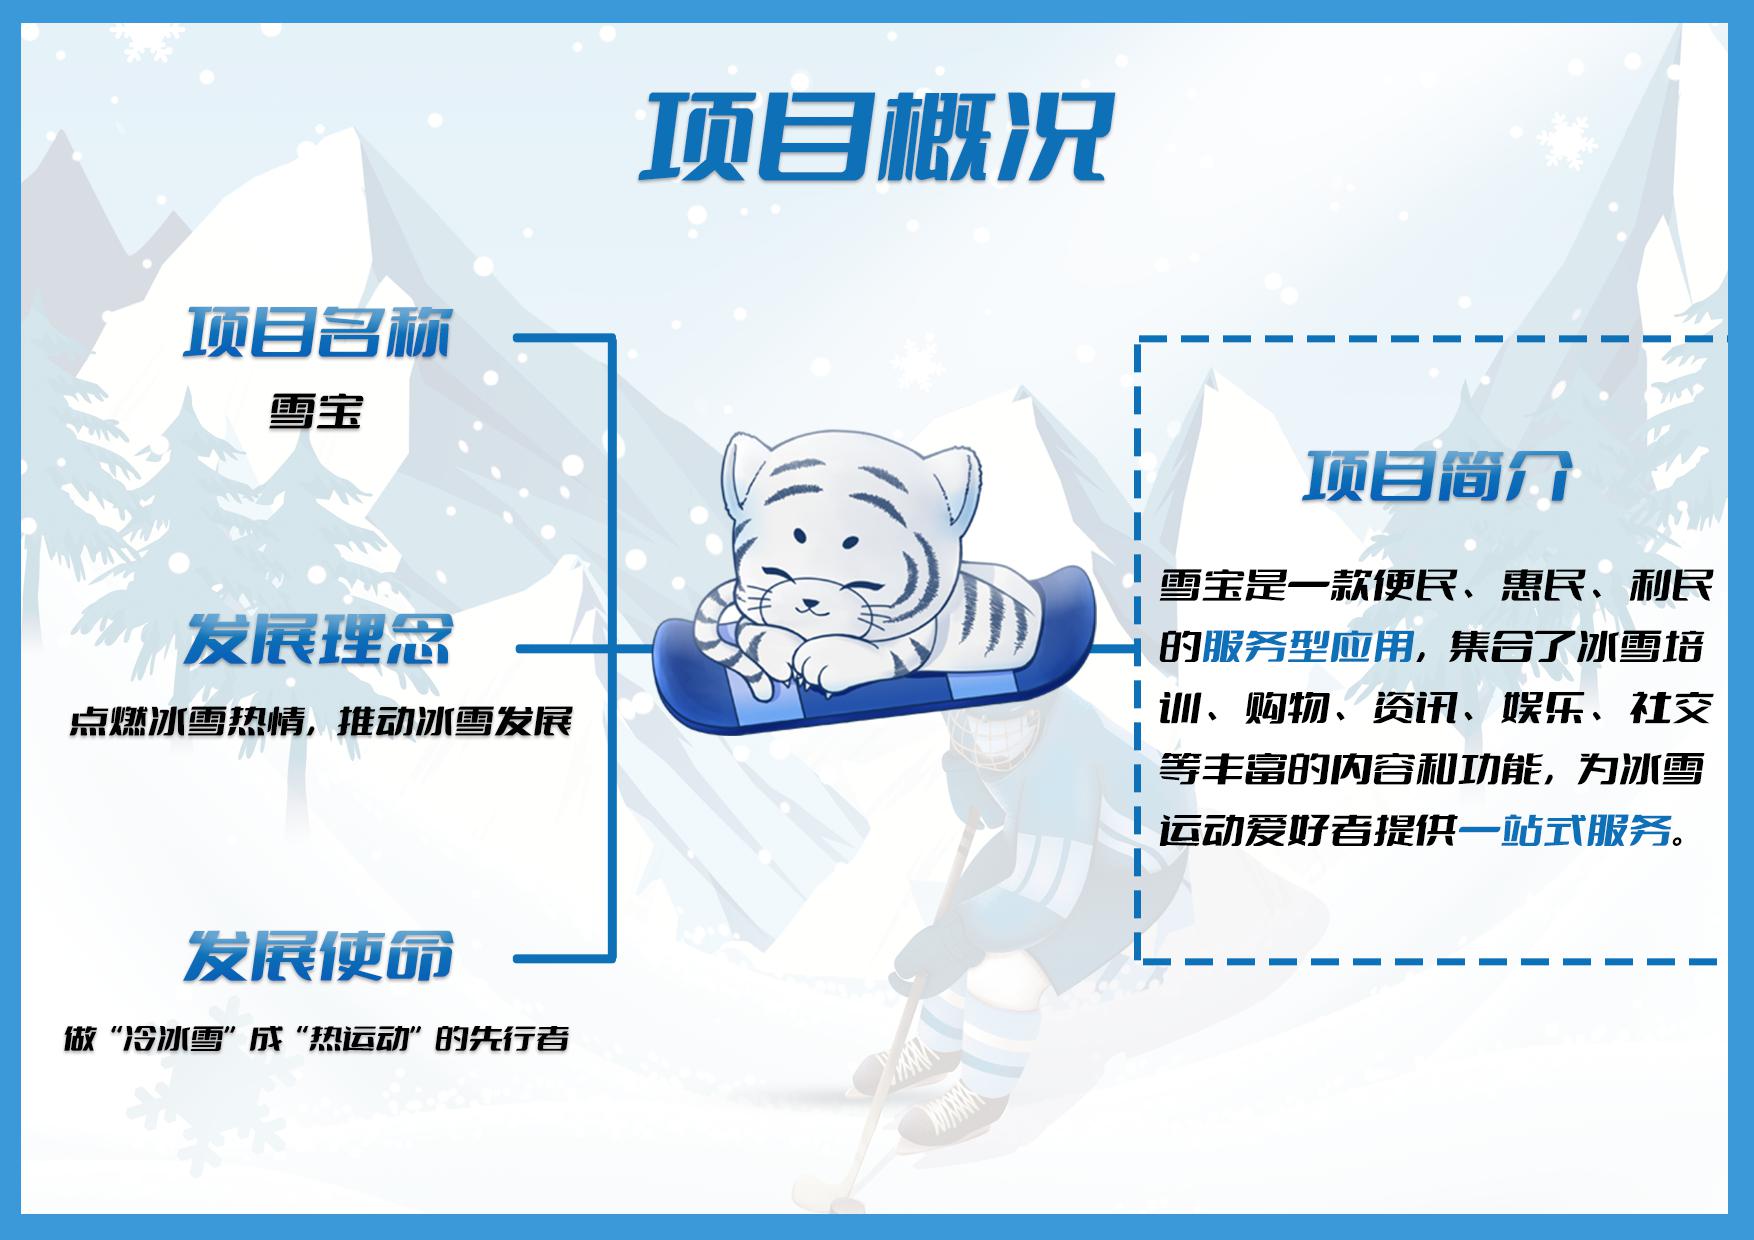 项目概况
项目名称
雪宝
发展理念
点燃冰雪热情，推动冰雪发展
发展使命
做“冷冰雪”成“热运动”的先行者
项目简介
雪宝是一款便民、惠民、利民
的服务型应用，集合了冰雪培
训、购物、资讯、娱乐、社交
等丰富的内容和功能，为冰雪
运动爱好者提供一站式服务。